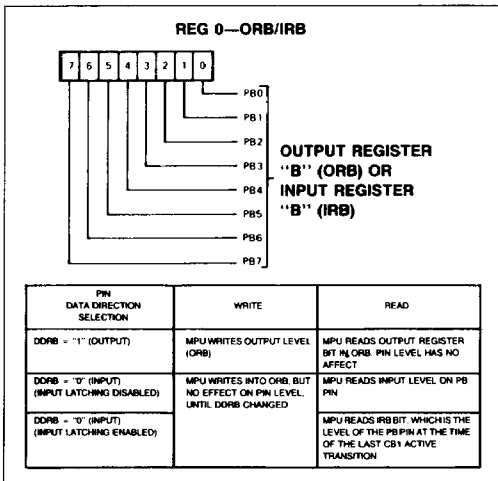 REG 0—ORB/IRB
7 6 5 4 3 2 1 0
PB0
PB1
PB2
PB3
PB4
PB5
PB6
PB7
OUTPUT REGISTER
"B" (ORB) OR
INPUT REGISTER
"B" (IRB)
PIN
DATA DIRECTION
SELECTION
WRITE
READ
DDRB = "1" (OUTPUT)
MPU WRITES OUTPUT LEVEL
(ORB)
MPU READS OUTPUT REGISTER
BIT IN ORB. PIN LEVEL HAS NO
AFFECT
DDRB = "0" (INPUT)
(INPUT LATCHING DISABLED)
MPU WRITES INTO ORB, BUT
NO EFFECT ON PIN LEVEL,
UNTIL DDRB CHANGED
MPU READS INPUT LEVEL ON PB
PIN
DDRB = "0" (INPUT)
(INPUT LATCHING ENABLED)
MPU READS IRB BIT, WHICH IS THE
LEVEL OF THE PB PIN AT THE TIME
OF THE LAST CB1 ACTIVE
TRANSITION